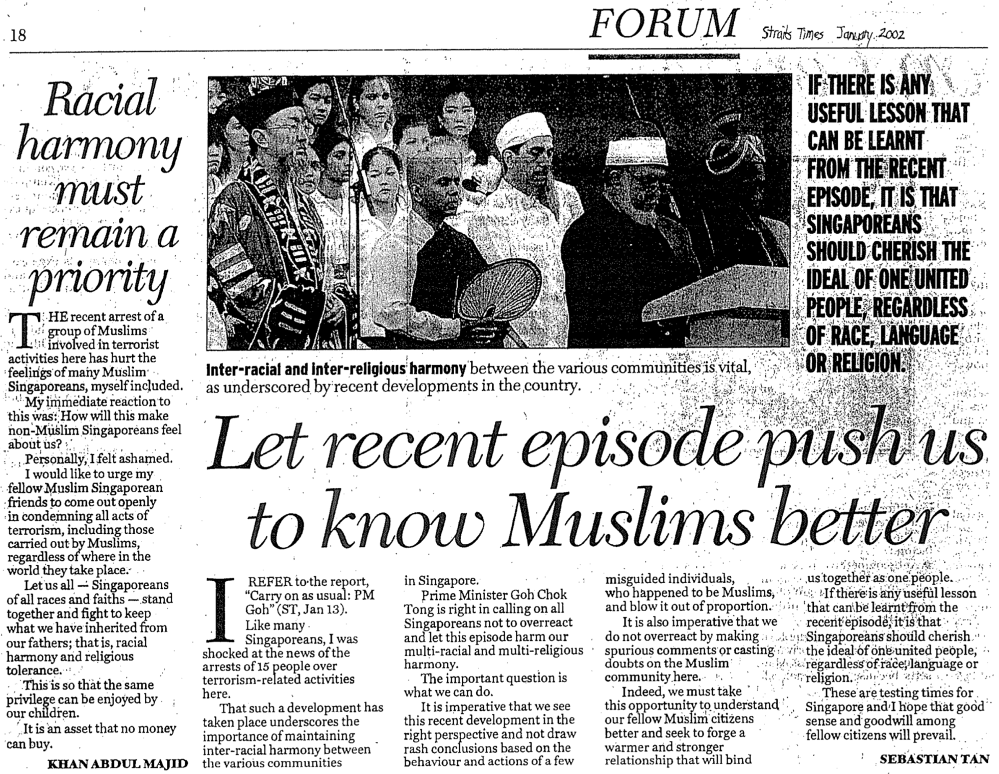 18
FORUM
Straits Times January 2002
Racial
harmony
must
remain a
priority
THE recent arrest of a
group of Muslims
involved in terrorist
activities here has hurt the
feelings of many Muslim
Singaporeans, myself included.
My immediate reaction to
this was: How will this make
non-Muslim Singaporeans feel
about us?
Personally, I felt ashamed.
I would like to urge my
fellow Muslim Singaporean
friends to come out openly
in condemning all acts of
terrorism, including those
carried out by Muslims,
regardless of where in the
world they take place.
Let us all — Singaporeans
of all races and faiths — stand
together and fight to keep
what we have inherited from
our fathers; that is, racial
harmony and religious
tolerance.
This is so that the same
privilege can be enjoyed by
our children.
It is an asset that no money
can buy.
KHAN ABDUL MAJID
Inter-racial and inter-religious harmony between the various communities is vital,
as underscored by recent developments in the country.
IF THERE IS ANY
USEFUL LESSON THAT
CAN BE LEARNT
FROM THE RECENT
EPISODE, IT IS THAT
SINGAPOREANS
SHOULD CHERISH THE
IDEAL OF ONE UNITED
PEOPLE, REGARDLESS
OF RACE, LANGUAGE
OR RELIGION.
Let recent episode push us
to know Muslims better
I REFER to the report,
“Carry on as usual: PM
Goh” (ST, Jan 13).
Like many
Singaporeans, I was
shocked at the news of the
arrests of 15 people over
terrorism-related activities
here.
That such a development has
taken place underscores the
importance of maintaining
inter-racial harmony between
the various communities
in Singapore.
Prime Minister Goh Chok
Tong is right in calling on all
Singaporeans not to overreact
and let this episode harm our
multi-racial and multi-religious
harmony.
The important question is
what we can do.
It is imperative that we see
this recent development in the
right perspective and not draw
rash conclusions based on the
behaviour and actions of a few
misguided individuals,
who happened to be Muslims,
and blow it out of proportion.
It is also imperative that we
do not overreact by making
spurious comments or casting
doubts on the Muslim
community here.
Indeed, we must take
this opportunity to understand
our fellow Muslim citizens
better and seek to forge a
warmer and stronger
relationship that will bind
us together as one people.
If there is any useful lesson
that can be learnt from the
recent episode, it is that
Singaporeans should cherish
the ideal of one united people,
regardless of race, language or
religion.
These are testing times for
Singapore and I hope that good
sense and goodwill among
fellow citizens will prevail.
SEBASTIAN TAN